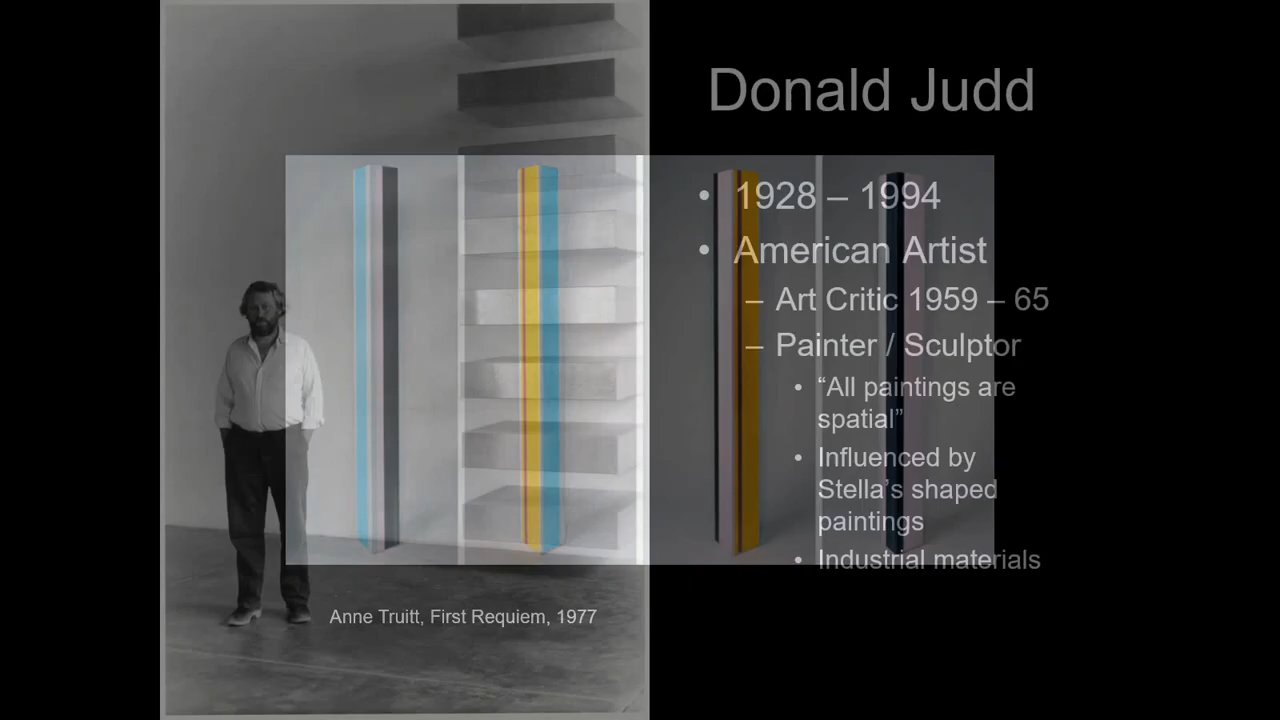 Donald Judd
• 1928 – 1994
• American Artist
– Art Critic 1959 – 65
– Painter / Sculptor
• “All paintings are
spatial”
• Influenced by
Stella’s shaped
paintings
• Industrial materials
Anne Truitt, First Requiem, 1977